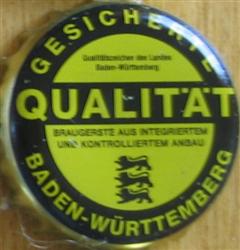 GESICHERTE
Qualitätszeichen des Landes
Baden-Württemberg
QUALITÄT
BRAUGERSTE AUS INTEGRIERTEM
UND KONTROLLIERTEM ANBAU
BADEN-WÜRTTEMBERG